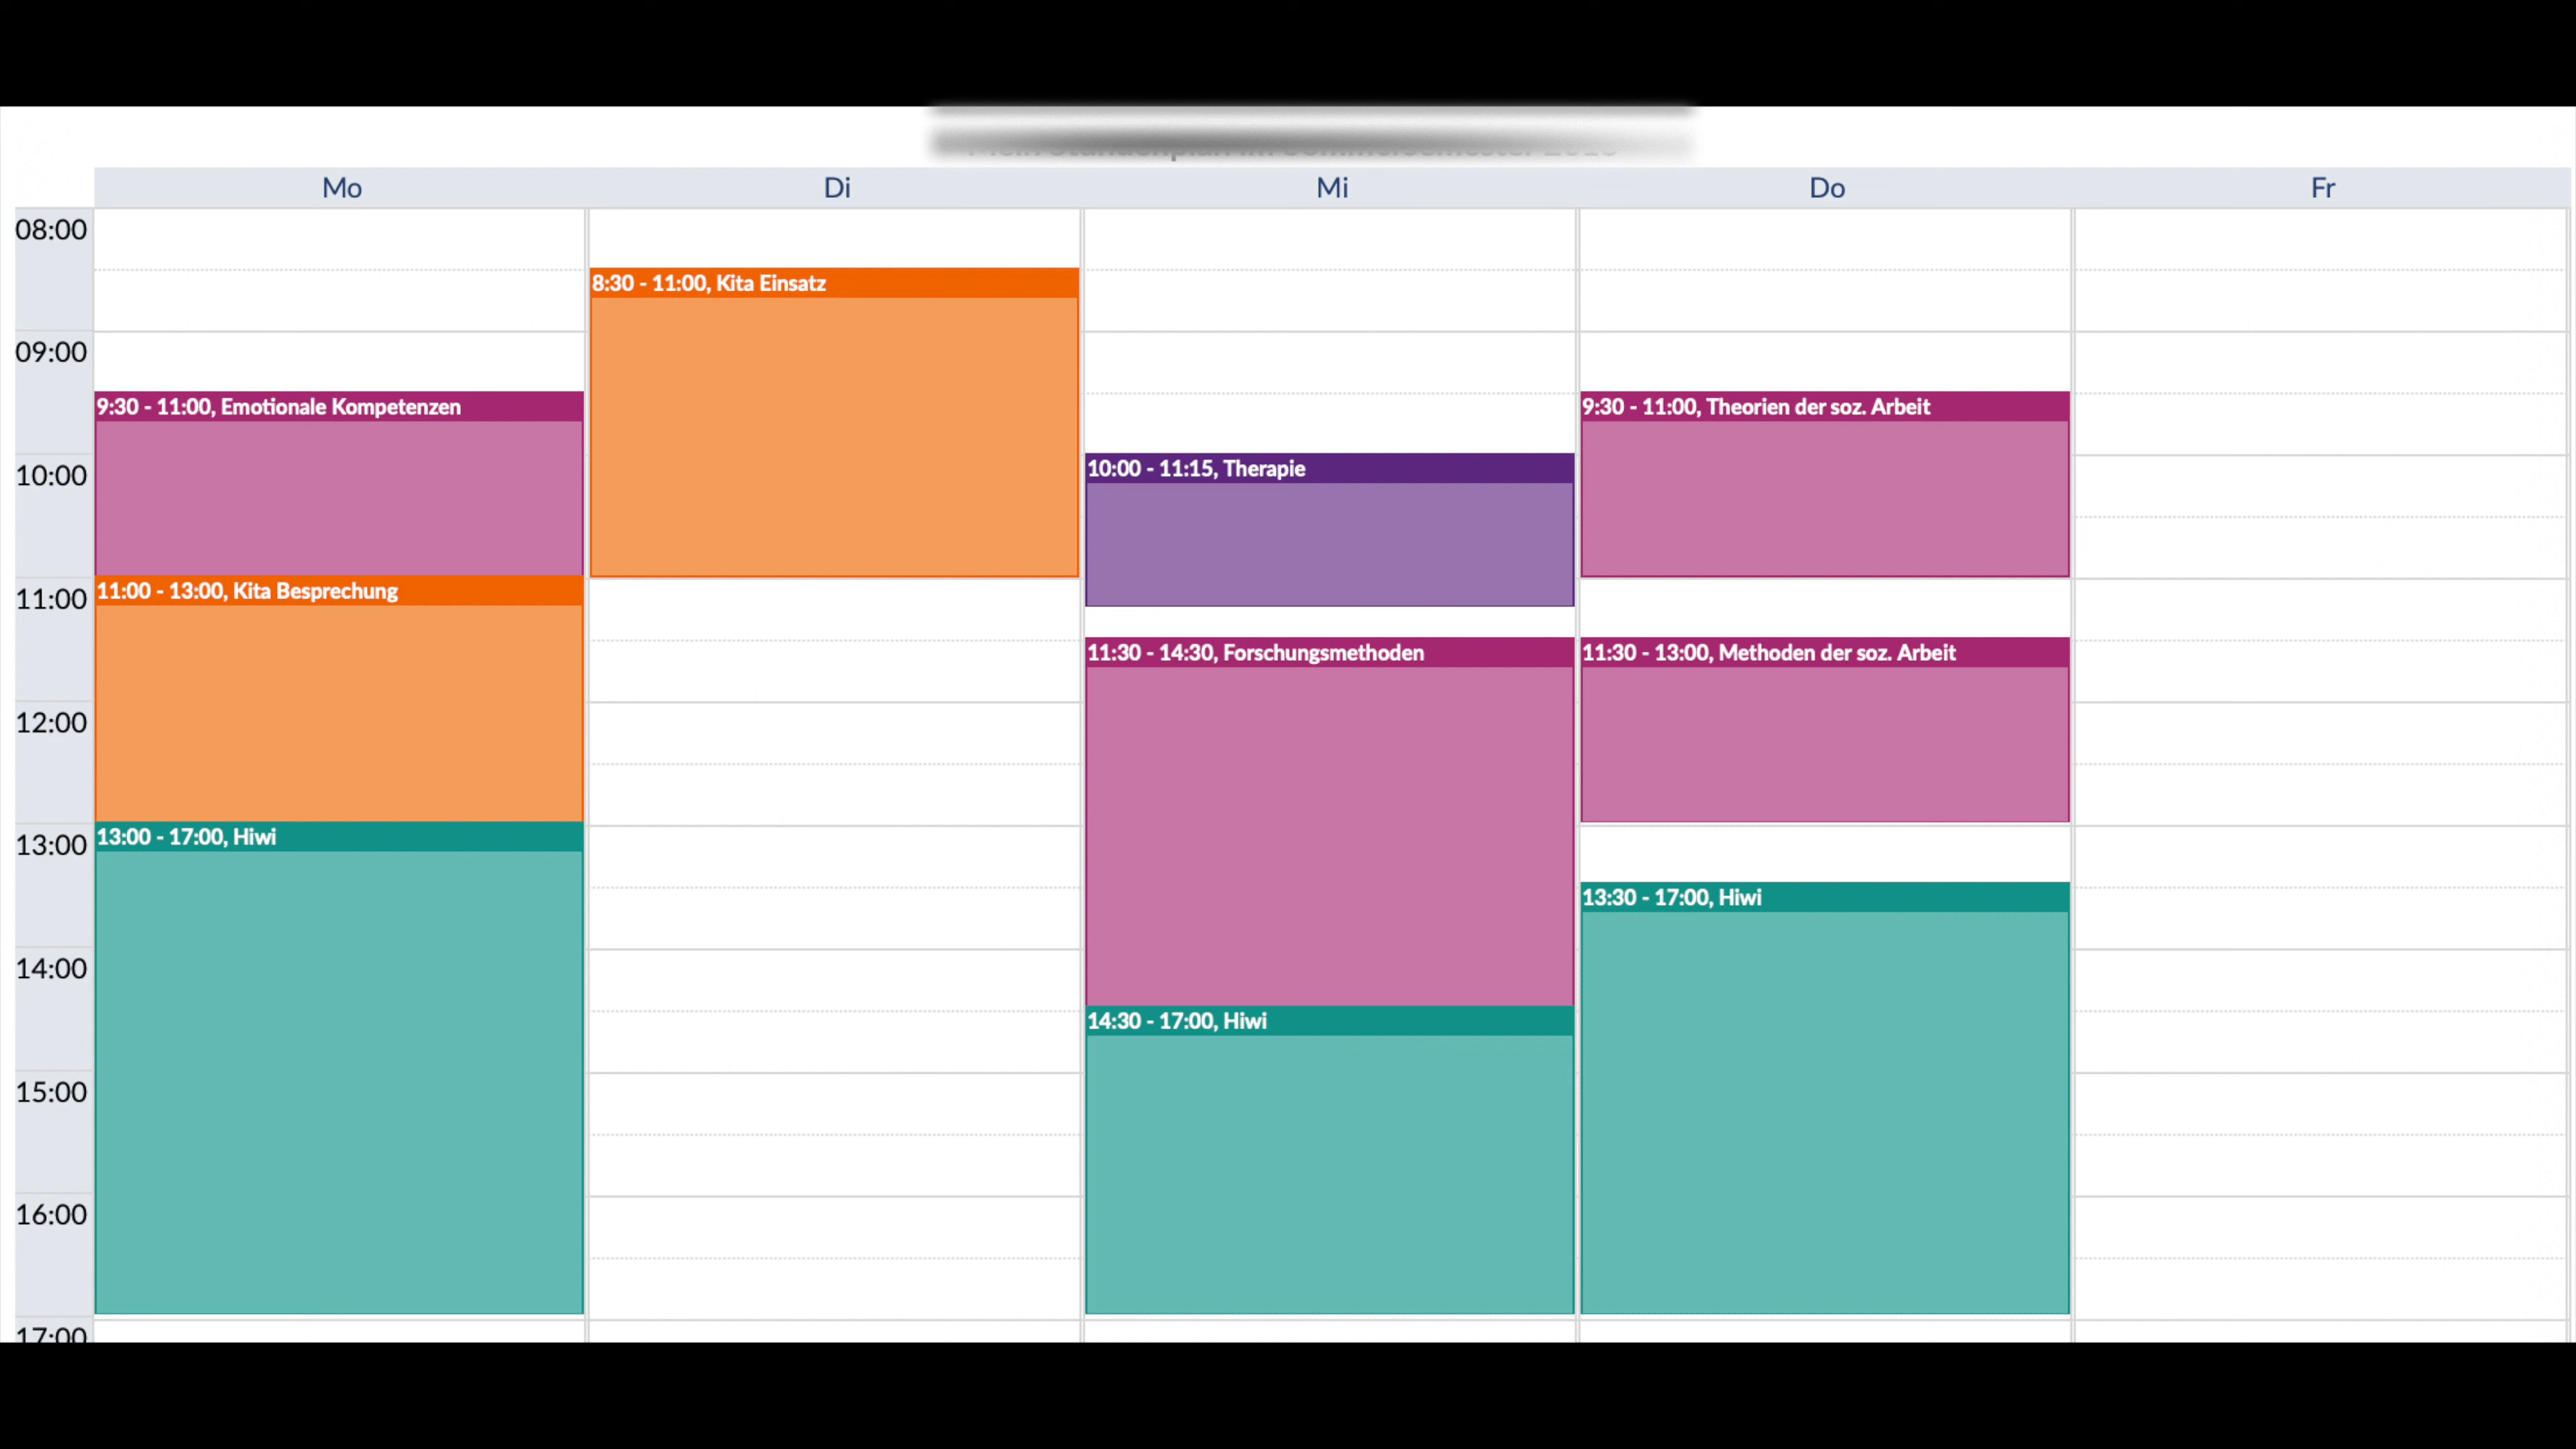 Mo Di Mi Do Fr
08:00
8:30 - 11:00, Kita Einsatz
09:00
9:30 - 11:00, Emotionale Kompetenzen
9:30 - 11:00, Theorien der soz. Arbeit
10:00
10:00 - 11:15, Therapie
11:00
11:00 - 13:00, Kita Besprechung
11:30 - 14:30, Forschungsmethoden
11:30 - 13:00, Methoden der soz. Arbeit
12:00
13:00
13:00 - 17:00, Hiwi
13:30 - 17:00, Hiwi
14:00
14:30 - 17:00, Hiwi
15:00
16:00
17:00